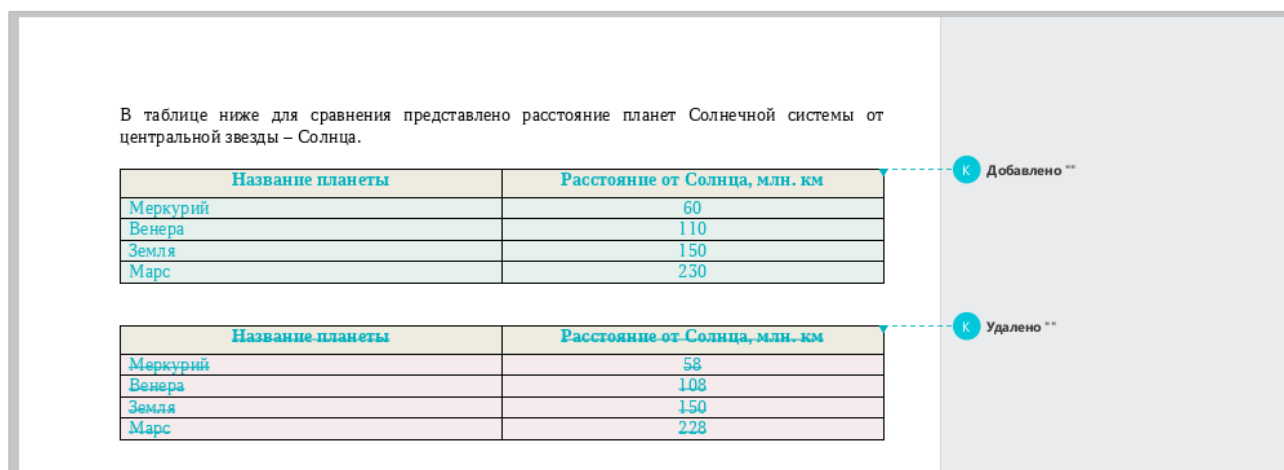 В таблице ниже для сравнения представлено расстояние планет Солнечной системы от
центральной звезды – Солнца.
Название планеты Расстояние от Солнца, млн. км
К Добавлено ""
Меркурий 60
Венера 110
Земля 150
Марс 230
Название планеты Расстояние от Солнца, млн. км
К Удалено ""
Меркурий 58
Венера 108
Земля 150
Марс 228